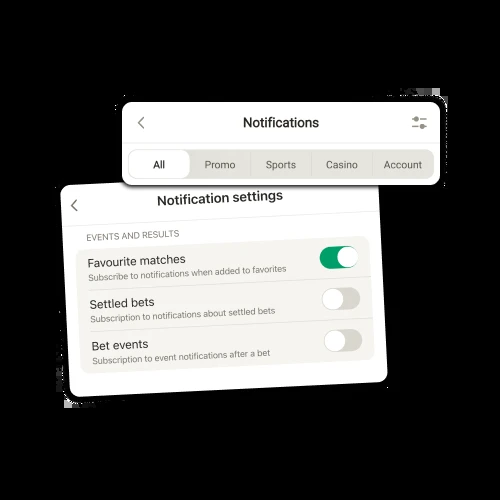 Notifications
All Promo Sports Casino Account
Notification settings
EVENTS AND RESULTS
Favourite matches
Subscribe to notifications when added to favorites
Settled bets
Subscription to notifications about settled bets
Bet events
Subscription to event notifications after a bet